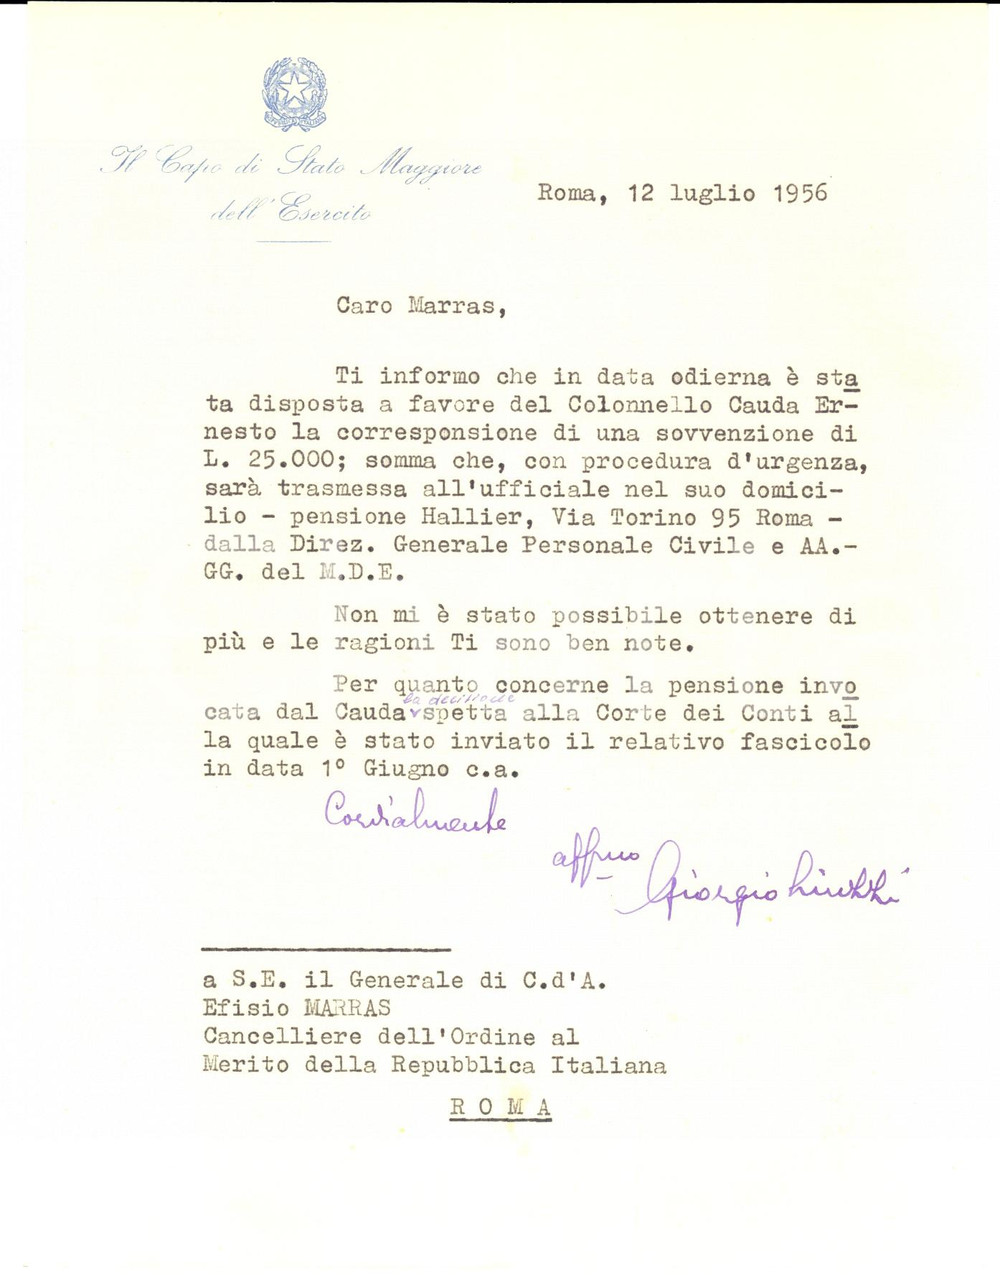 Il Capo di Stato Maggiore
dell'Esercito
Roma, 12 luglio 1956
Caro Marras,
Ti informo che in data odierna è sta
ta disposta a favore del Colonnello Cauda Er-
nesto la corresponsione di una sovvenzione di
L. 25.000; somma che, con procedura d'urgenza,
sarà trasmessa all'ufficiale nel suo domici-
lio - pensione Hallier, Via Torino 95 Roma -
dalla Direz. Generale Personale Civile e AA.-
GG. del M.D.E.
Non mi è stato possibile ottenere di
più e le ragioni Ti sono ben note.
Per quanto concerne la pensione invo
la decisione
cata dal Cauda spetta alla Corte dei Conti al
la quale è stato inviato il relativo fascicolo
in data 1° Giugno c.a.
Cordialmente
affmo
Giorgio Liuzzi
a S.E. il Generale di C.d'A.
Efisio MARRAS
Cancelliere dell'Ordine al
Merito della Repubblica Italiana
R O M A